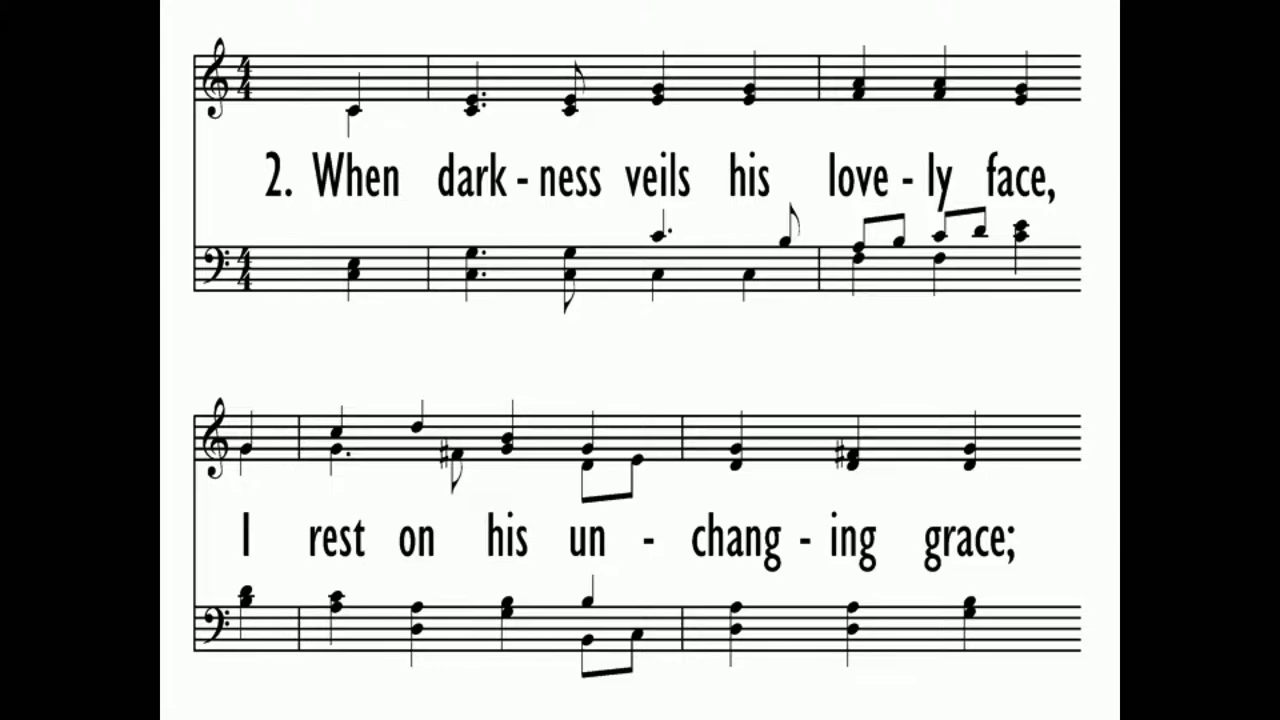 2. When dark - ness veils his love - ly face,
I rest on his un - chang - ing grace;